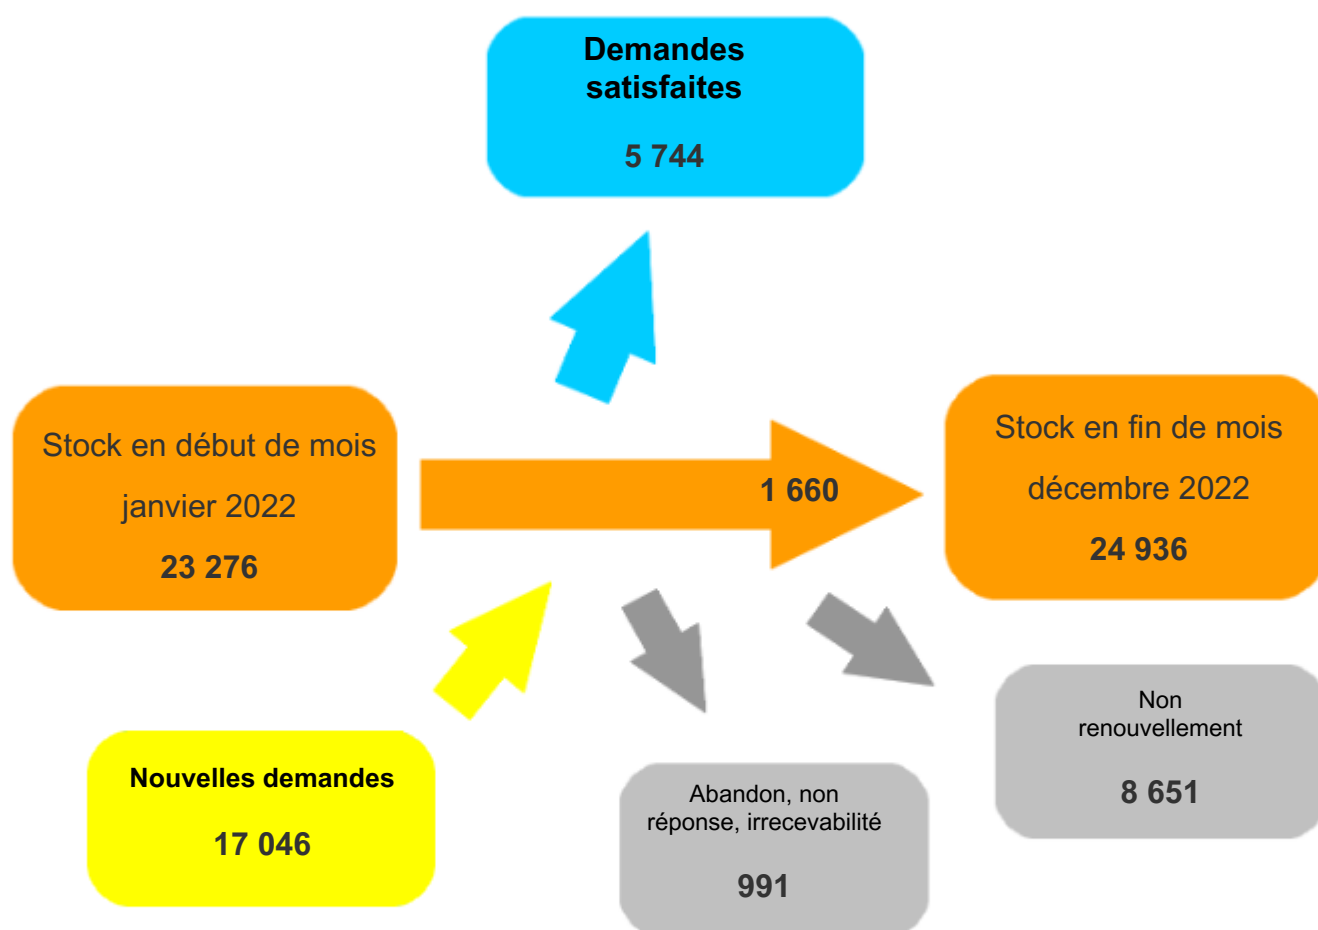 Demandes
satisfaites
5 744
Stock en début de mois
janvier 2022
23 276
1 660
Stock en fin de mois
décembre 2022
24 936
Nouvelles demandes
17 046
Abandon, non
réponse, irrecevabilité
991
Non
renouvellement
8 651